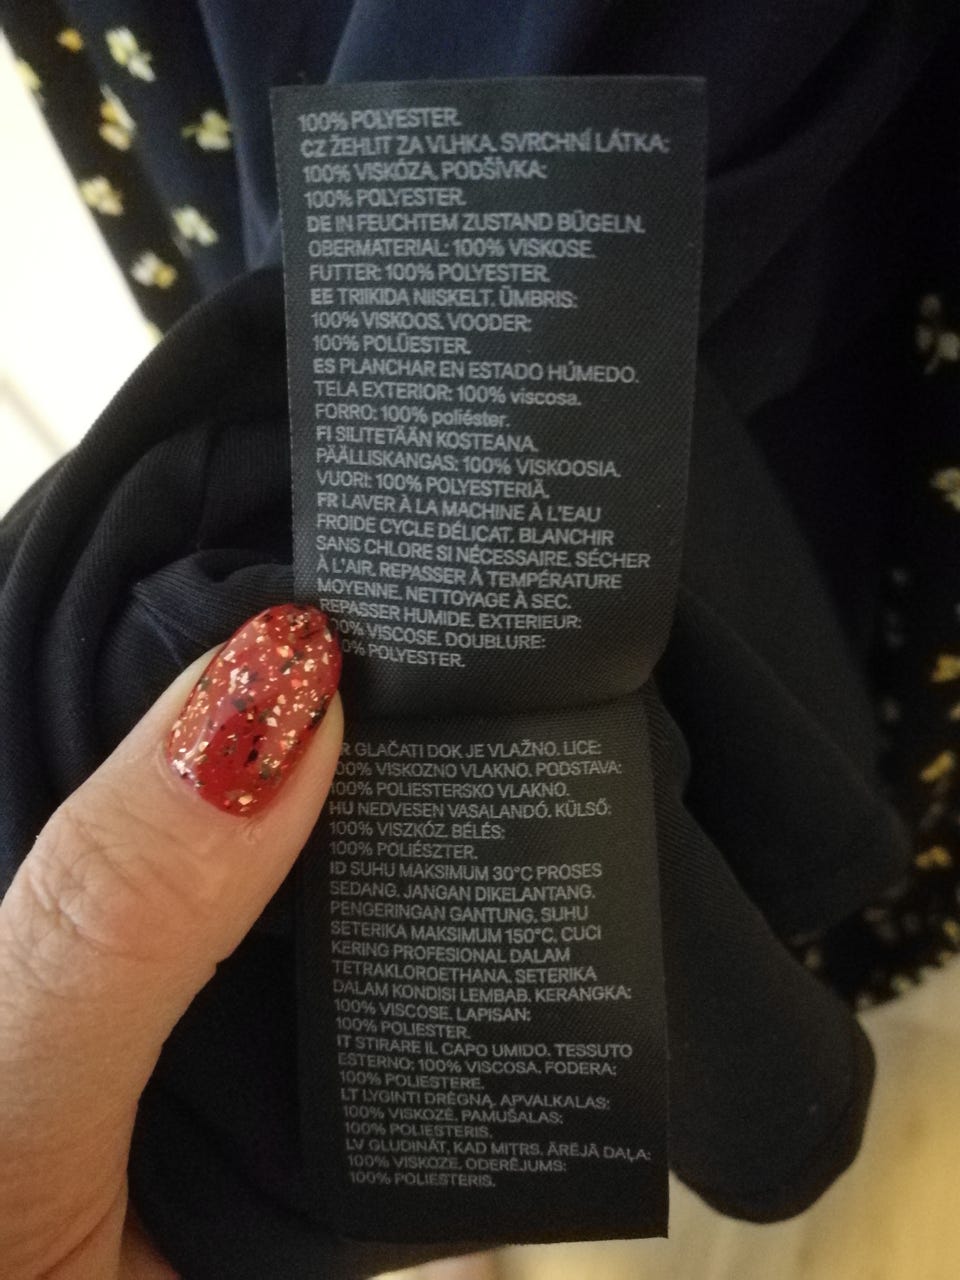 100% POLYESTER.
CZ ŽEHLIT ZA VLHKA. SVRCHNÍ LÁTKA:
100% VISKÓZA. PODŠÍVKA:
100% POLYESTER.
DE IN FEUCHTEM ZUSTAND BÜGELN.
OBERMATERIAL: 100% VISKOSE.
FUTTER: 100% POLYESTER.
EE TRIIKIDA NIISKELT. ÜMBRIS:
100% VISKOOS. VOODER:
100% POLÜESTER.
ES PLANCHAR EN ESTADO HÚMEDO.
TELA EXTERIOR: 100% viscosa.
FORRO: 100% poliéster.
FI SILITETÄÄN KOSTEANA.
PÄÄLLISKANGAS: 100% VISKOOSIA.
VUORI: 100% POLYESTERIÄ.
FR LAVER À LA MACHINE À L'EAU
FROIDE CYCLE DÉLICAT. BLANCHIR
SANS CHLORE SI NÉCESSAIRE. SÉCHER
À L'AIR. REPASSER À TEMPÉRATURE
MOYENNE. NETTOYAGE À SEC.
REPASSER HUMIDE. EXTERIEUR:
00% VISCOSE. DOUBLURE:
0% POLYESTER.
R GLAČATI DOK JE VLAŽNO. LICE:
00% VISKOZNO VLAKNO. PODSTAVA:
100% POLIESTERSKO VLAKNO.
HU NEDVESEN VASALANDÓ. KÜLSŐ:
100% VISZKÓZ. BÉLÉS:
100% POLIÉSZTER.
ID SUHU MAKSIMUM 30°C PROSES
SEDANG. JANGAN DIKELANTANG.
PENGERINGAN GANTUNG. SUHU
SETERIKA MAKSIMUM 150°C. CUCI
KERING PROFESIONAL DALAM
TETRAKLOROETHANA. SETERIKA
DALAM KONDISI LEMBAB. KERANGKA:
100% VISCOSE. LAPISAN:
100% POLIESTER.
IT STIRARE IL CAPO UMIDO. TESSUTO
ESTERNO: 100% VISCOSA. FODERA:
100% POLIESTERE.
LT LYGINTI DRĖGNĄ. APVALKALAS:
100% VISKOZĖ. PAMUŠALAS:
100% POLIESTERIS.
LV GLUDINĀT, KAD MITRS. ĀRĒJĀ DAĻA:
100% VISKOZE. ODERĒJUMS:
100% POLIESTERIS.